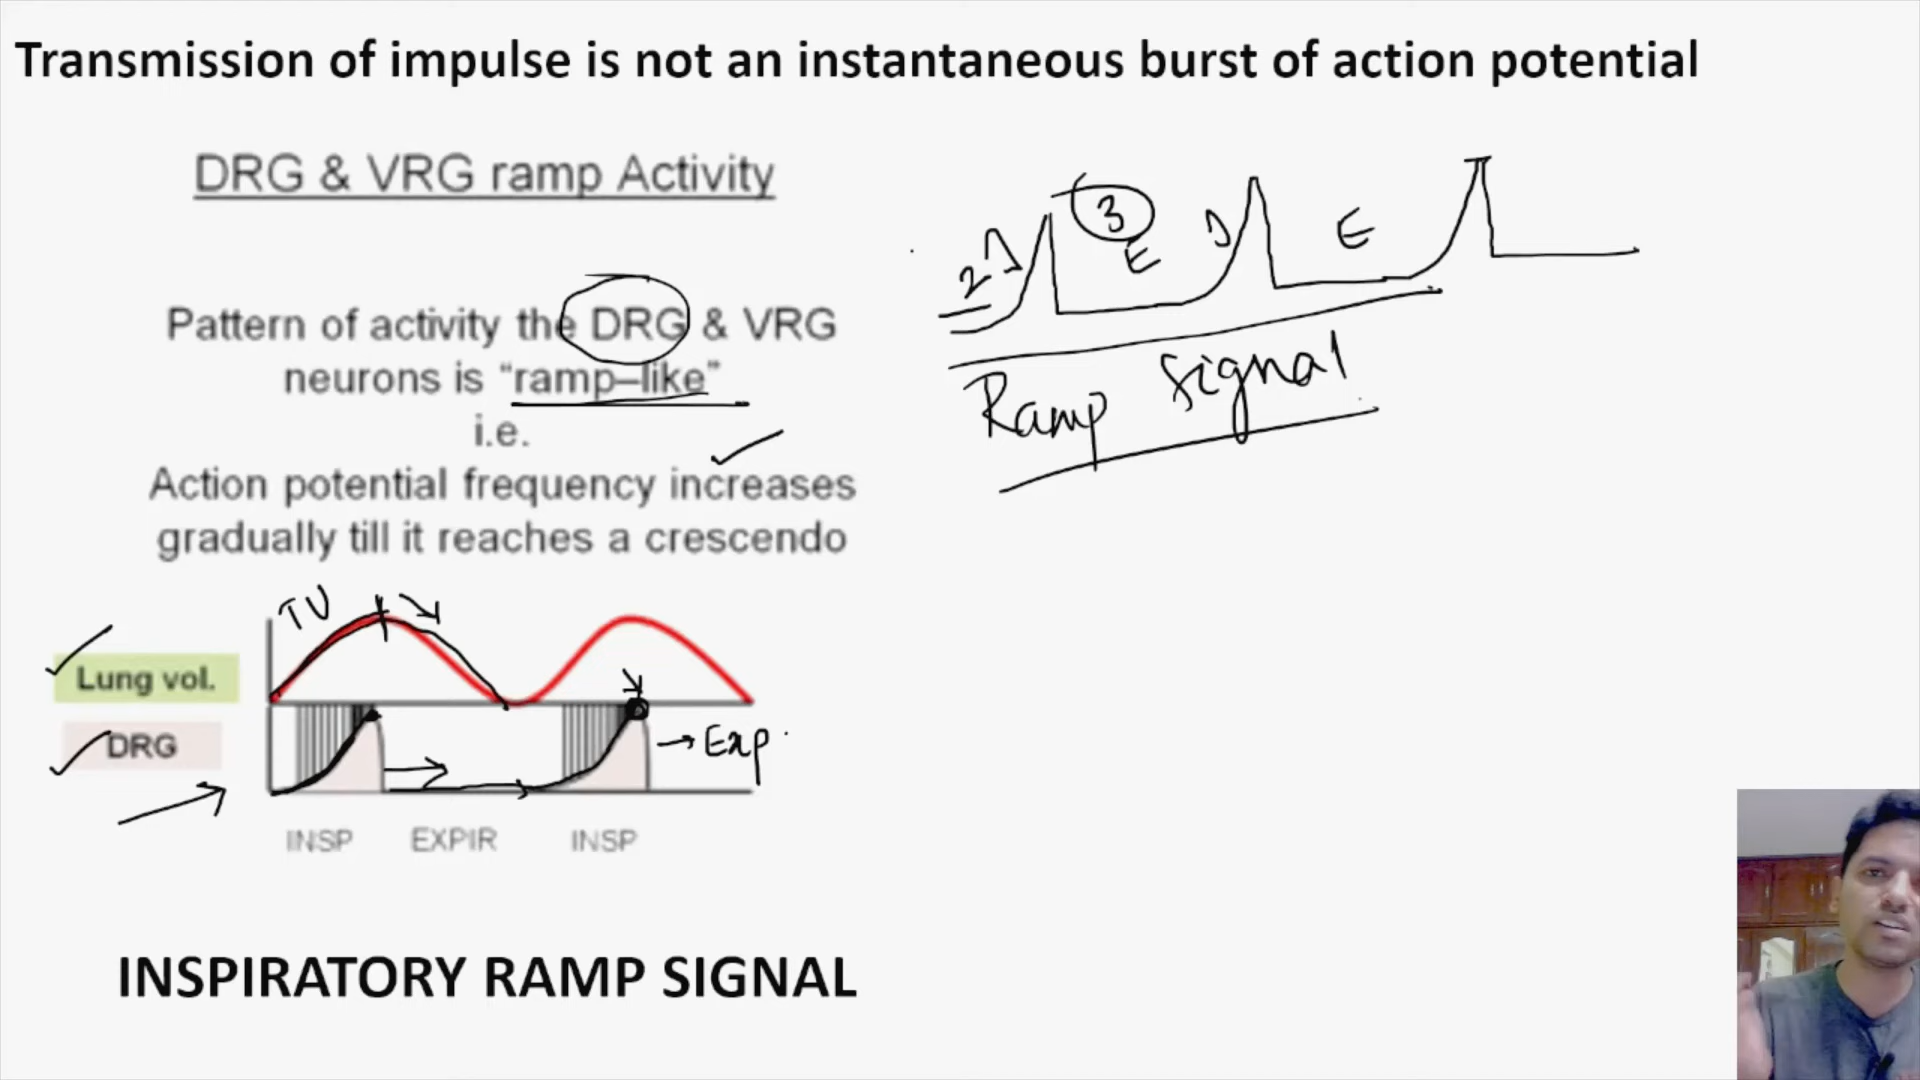 Transmission of impulse is not an instantaneous burst of action potential
DRG & VRG ramp Activity
Pattern of activity the DRG & VRG
neurons is “ramp–like”
i.e.
Action potential frequency increases
gradually till it reaches a crescendo
2
3
E
E
Ramp Signal
TV
Lung vol.
DRG
→ Exp
INSP EXPIR INSP
INSPIRATORY RAMP SIGNAL